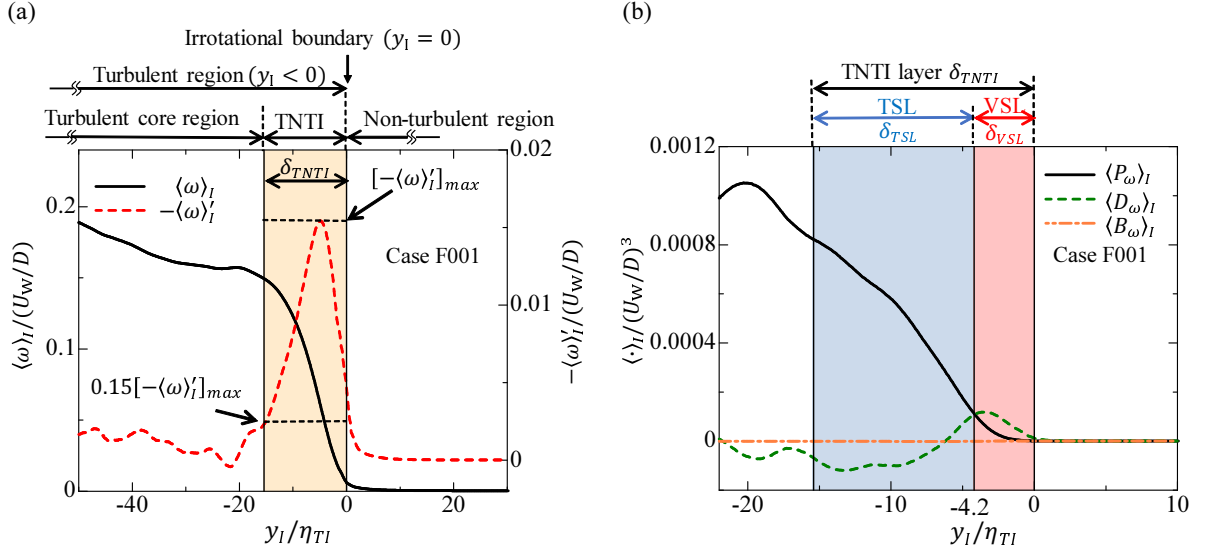 (a)
Irrotational boundary (y_I = 0)
Turbulent region (y_I < 0)
Turbulent core region
TNTI
Non-turbulent region
δ_TNTI
[−⟨ω⟩′_I]_max
⟨ω⟩_I
−⟨ω⟩′_I
Case F001
0.15[−⟨ω⟩′_I]_max
⟨ω⟩_I/(U_W/D)
0.2
0.1
0
−⟨ω⟩′_I/(U_W/D)
0.02
0.01
0
-40
-20
0
20
y_I/η_TI
(b)
TNTI layer δ_TNTI
TSL
VSL
δ_TSL
δ_VSL
⟨P_ω⟩_I
⟨D_ω⟩_I
⟨B_ω⟩_I
Case F001
⟨·⟩_I/(U_W/D)³
0.0012
0.0008
0.0004
0
-20
-10
-4.2
0
10
y_I/η_TI